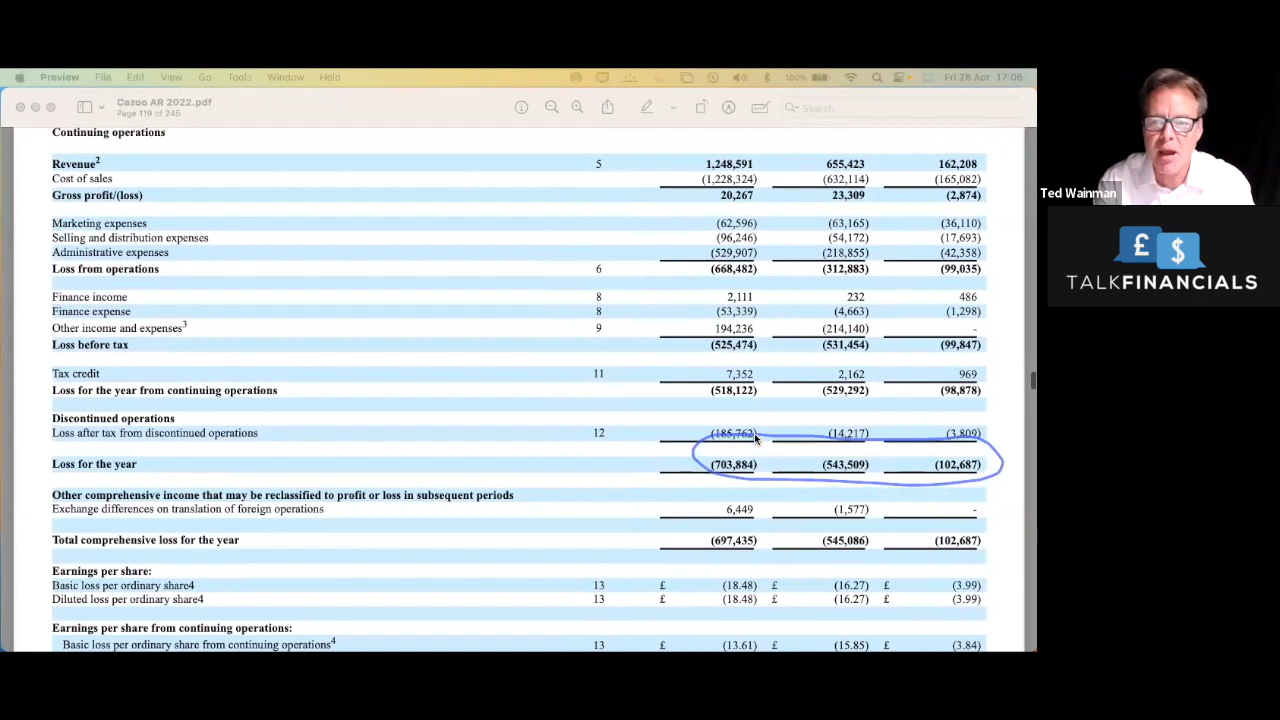 Preview File Edit View Go Tools Window Help 100% Fri 26 Apr 17:06
Cazoo AR 2022.pdf
Page 119 of 245
Search
Continuing operations
Revenue2 5 1,248,591 655,423 162,208
Cost of sales (1,228,324) (632,114) (165,082)
Gross profit/(loss) 20,267 23,309 (2,874)
Marketing expenses (62,596) (63,165) (36,110)
Selling and distribution expenses (96,246) (54,172) (17,693)
Administrative expenses (529,907) (218,855) (42,358)
Loss from operations 6 (668,482) (312,883) (99,035)
Finance income 8 2,111 232 486
Finance expense 8 (53,339) (4,663) (1,298)
Other income and expenses3 9 194,236 (214,140) -
Loss before tax (525,474) (531,454) (99,847)
Tax credit 11 7,352 2,162 969
Loss for the year from continuing operations (518,122) (529,292) (98,878)
Discontinued operations
Loss after tax from discontinued operations 12 (185,762) (14,217) (3,809)
Loss for the year (703,884) (543,509) (102,687)
Other comprehensive income that may be reclassified to profit or loss in subsequent periods
Exchange differences on translation of foreign operations 6,449 (1,577) -
Total comprehensive loss for the year (697,435) (545,086) (102,687)
Earnings per share:
Basic loss per ordinary share4 13 £ (18.48) £ (16.27) £ (3.99)
Diluted loss per ordinary share4 13 £ (18.48) £ (16.27) £ (3.99)
Earnings per share from continuing operations:
Basic loss per ordinary share from continuing operations4 13 £ (13.61) £ (15.85) £ (3.84)
Ted Wainman
£ $
TALKFINANCIALS